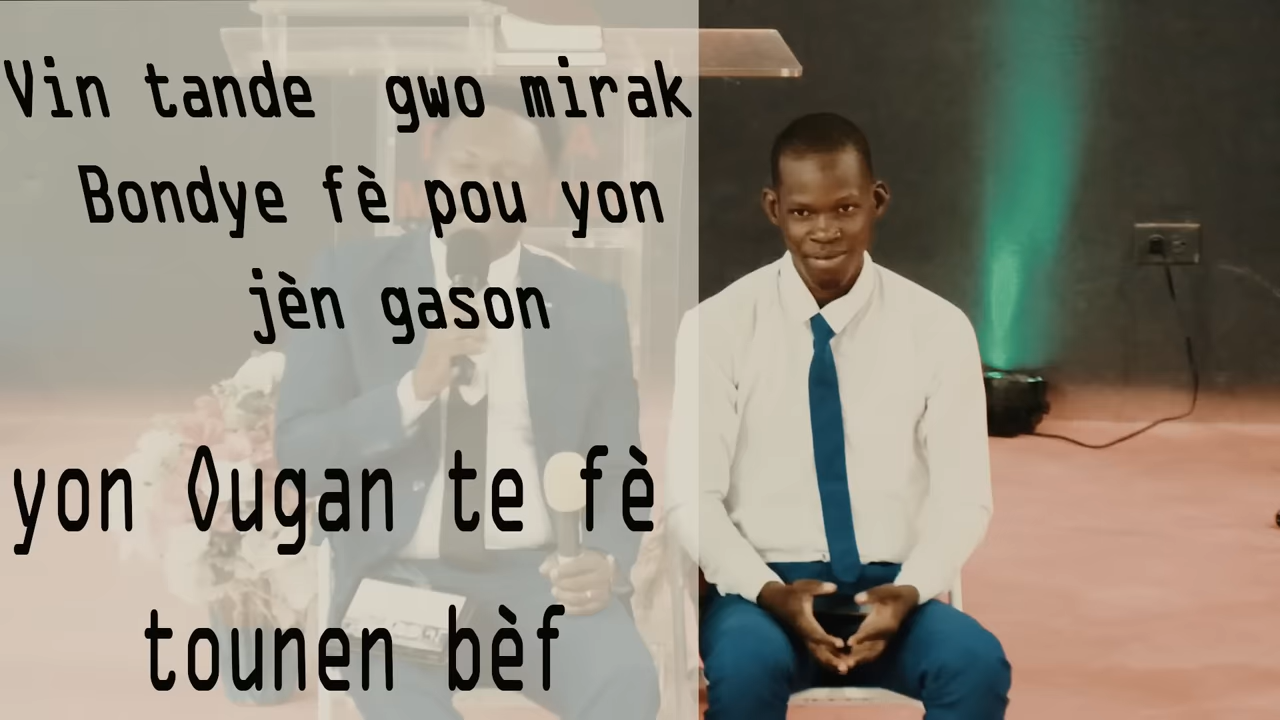 Vin tande gwo mirak
Bondye fè pou yon
jèn gason
yon Ougan te fè
tounen bèf